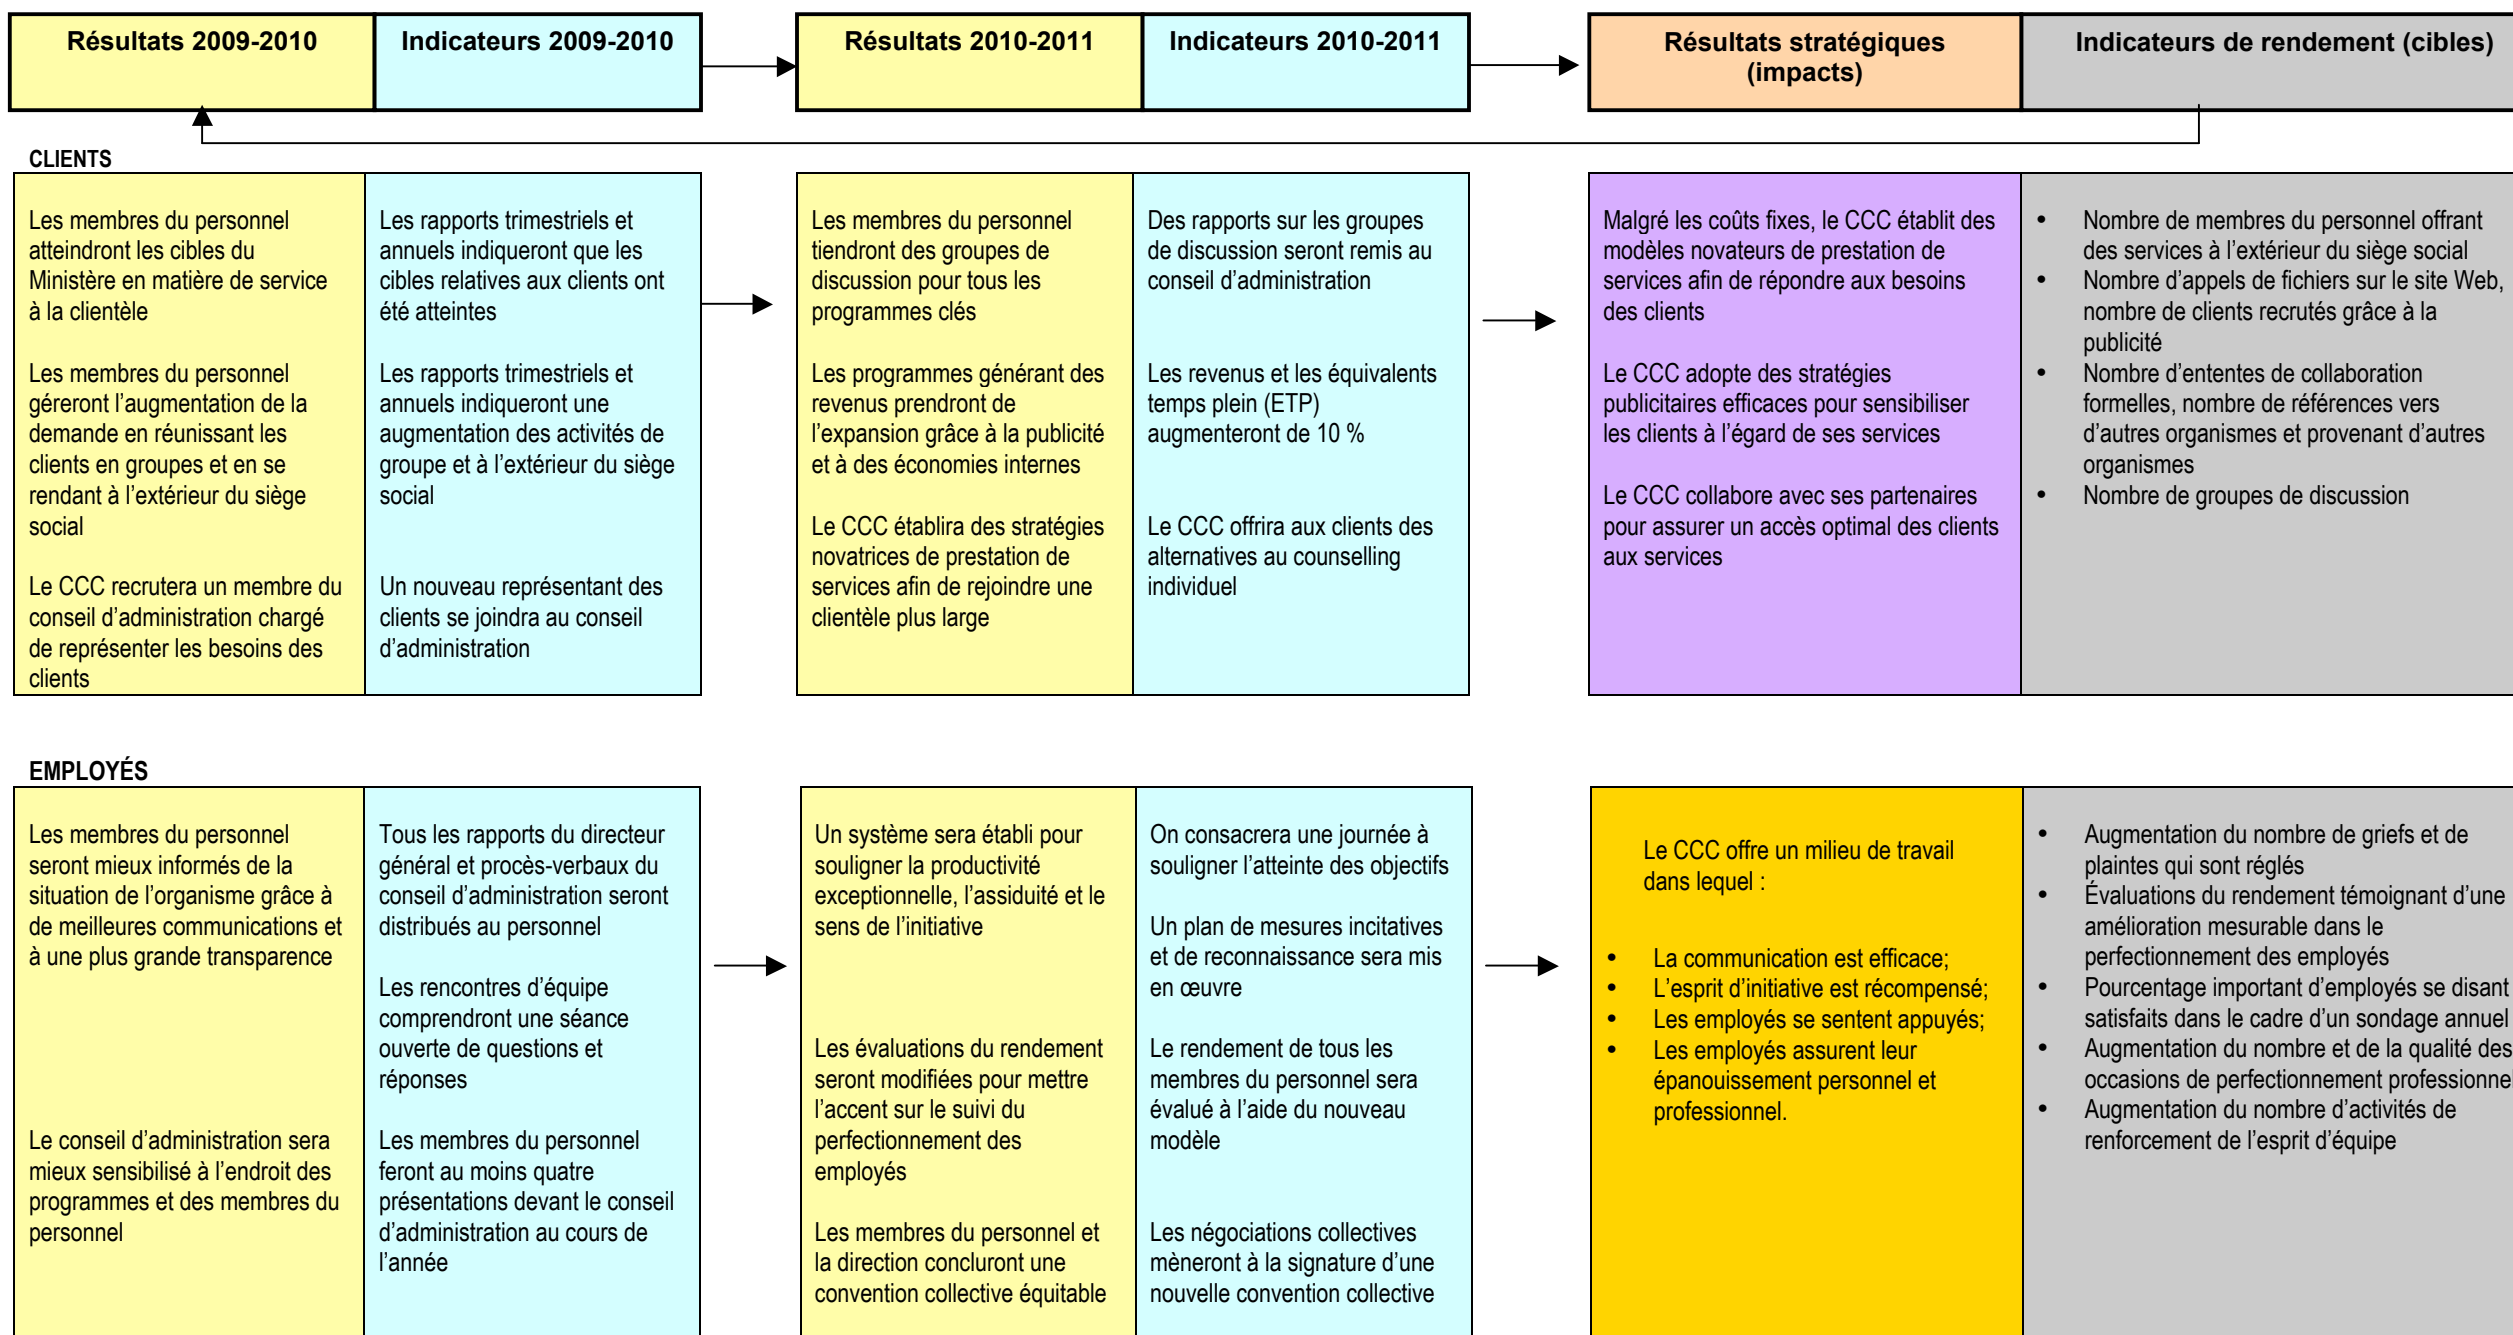 Résultats 2009-2010
Indicateurs 2009-2010
Résultats 2010-2011
Indicateurs 2010-2011
Résultats stratégiques
(impacts)
Indicateurs de rendement (cibles)
CLIENTS
Les membres du personnel
atteindront les cibles du
Ministère en matière de service
à la clientèle
Les membres du personnel
géreront l’augmentation de la
demande en réunissant les
clients en groupes et en se
rendant à l’extérieur du siège
social
Le CCC recrutera un membre du
conseil d’administration chargé
de représenter les besoins des
clients
Les rapports trimestriels et
annuels indiqueront que les
cibles relatives aux clients ont
été atteintes
Les rapports trimestriels et
annuels indiqueront une
augmentation des activités de
groupe et à l’extérieur du siège
social
Un nouveau représentant des
clients se joindra au conseil
d’administration
Les membres du personnel
tiendront des groupes de
discussion pour tous les
programmes clés
Les programmes générant des
revenus prendront de
l’expansion grâce à la publicité
et à des économies internes
Le CCC établira des stratégies
novatrices de prestation de
services afin de rejoindre une
clientèle plus large
Des rapports sur les groupes
de discussion seront remis au
conseil d’administration
Les revenus et les équivalents
temps plein (ETP)
augmenteront de 10 %
Le CCC offrira aux clients des
alternatives au counselling
individuel
Malgré les coûts fixes, le CCC établit des
modèles novateurs de prestation de
services afin de répondre aux besoins
des clients
Le CCC adopte des stratégies
publicitaires efficaces pour sensibiliser
les clients à l’égard de ses services
Le CCC collabore avec ses partenaires
pour assurer un accès optimal des clients
aux services
• Nombre de membres du personnel offrant
des services à l’extérieur du siège social
• Nombre d’appels de fichiers sur le site Web,
nombre de clients recrutés grâce à la
publicité
• Nombre d’ententes de collaboration
formelles, nombre de références vers
d’autres organismes et provenant d’autres
organismes
• Nombre de groupes de discussion
EMPLOYÉS
Les membres du personnel
seront mieux informés de la
situation de l’organisme grâce à
de meilleures communications et
à une plus grande transparence
Le conseil d’administration sera
mieux sensibilisé à l’endroit des
programmes et des membres du
personnel
Tous les rapports du directeur
général et procès-verbaux du
conseil d’administration seront
distribués au personnel
Les rencontres d’équipe
comprendront une séance
ouverte de questions et
réponses
Les membres du personnel
feront au moins quatre
présentations devant le conseil
d’administration au cours de
l’année
Un système sera établi pour
souligner la productivité
exceptionnelle, l’assiduité et le
sens de l’initiative
Les évaluations du rendement
seront modifiées pour mettre
l’accent sur le suivi du
perfectionnement des
employés
Les membres du personnel et
la direction concluront une
convention collective équitable
On consacrera une journée à
souligner l’atteinte des objectifs
Un plan de mesures incitatives
et de reconnaissance sera mis
en œuvre
Le rendement de tous les
membres du personnel sera
évalué à l’aide du nouveau
modèle
Les négociations collectives
mèneront à la signature d’une
nouvelle convention collective
Le CCC offre un milieu de travail
dans lequel :
• La communication est efficace;
• L’esprit d’initiative est récompensé;
• Les employés se sentent appuyés;
• Les employés assurent leur
épanouissement personnel et
professionnel.
• Augmentation du nombre de griefs et de
plaintes qui sont réglés
• Évaluations du rendement témoignant d’une
amélioration mesurable dans le
perfectionnement des employés
• Pourcentage important d’employés se disant
satisfaits dans le cadre d’un sondage annuel
• Augmentation du nombre et de la qualité des
occasions de perfectionnement professionnel
• Augmentation du nombre d’activités de
renforcement de l’esprit d’équipe